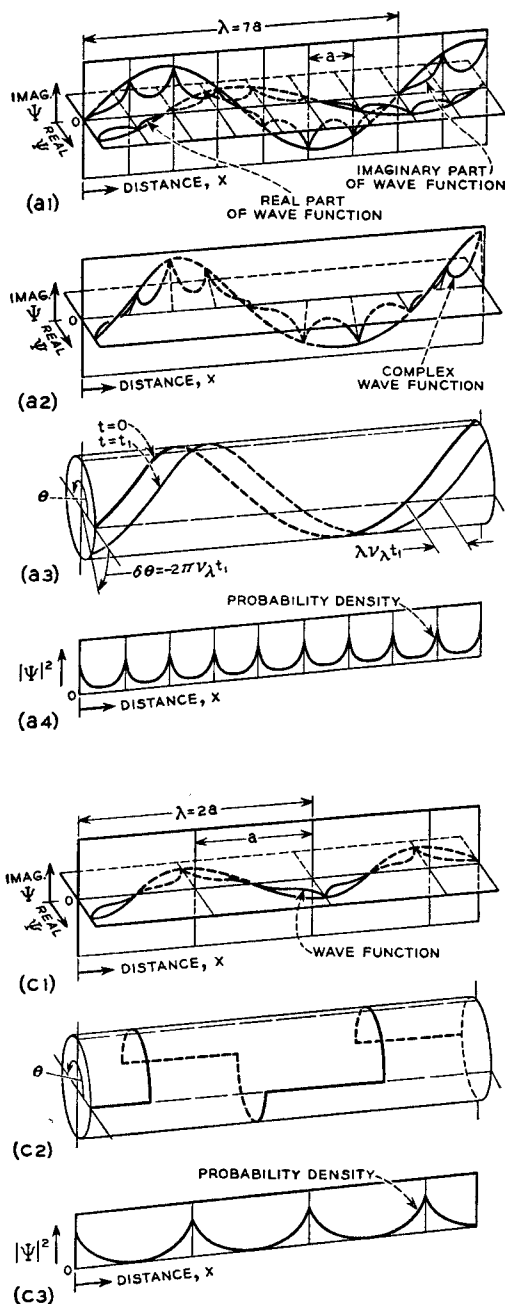 λ=7a
a
IMAG.
Ψ
REAL
Ψ
0
DISTANCE, X
REAL PART
OF WAVE FUNCTION
IMAGINARY PART
OF WAVE FUNCTION
(a1)
IMAG.
Ψ
REAL
Ψ
0
DISTANCE, X
COMPLEX
WAVE FUNCTION
(a2)
t=0
t=t₁
θ
δθ=-2πν_λt₁
λν_λt₁
(a3)
PROBABILITY DENSITY
|Ψ|²
0
DISTANCE, X
(a4)
λ=2a
a
IMAG.
Ψ
REAL
Ψ
0
WAVE FUNCTION
DISTANCE, X
(c1)
θ
(c2)
PROBABILITY DENSITY
|Ψ|²
0
DISTANCE, X
(c3)